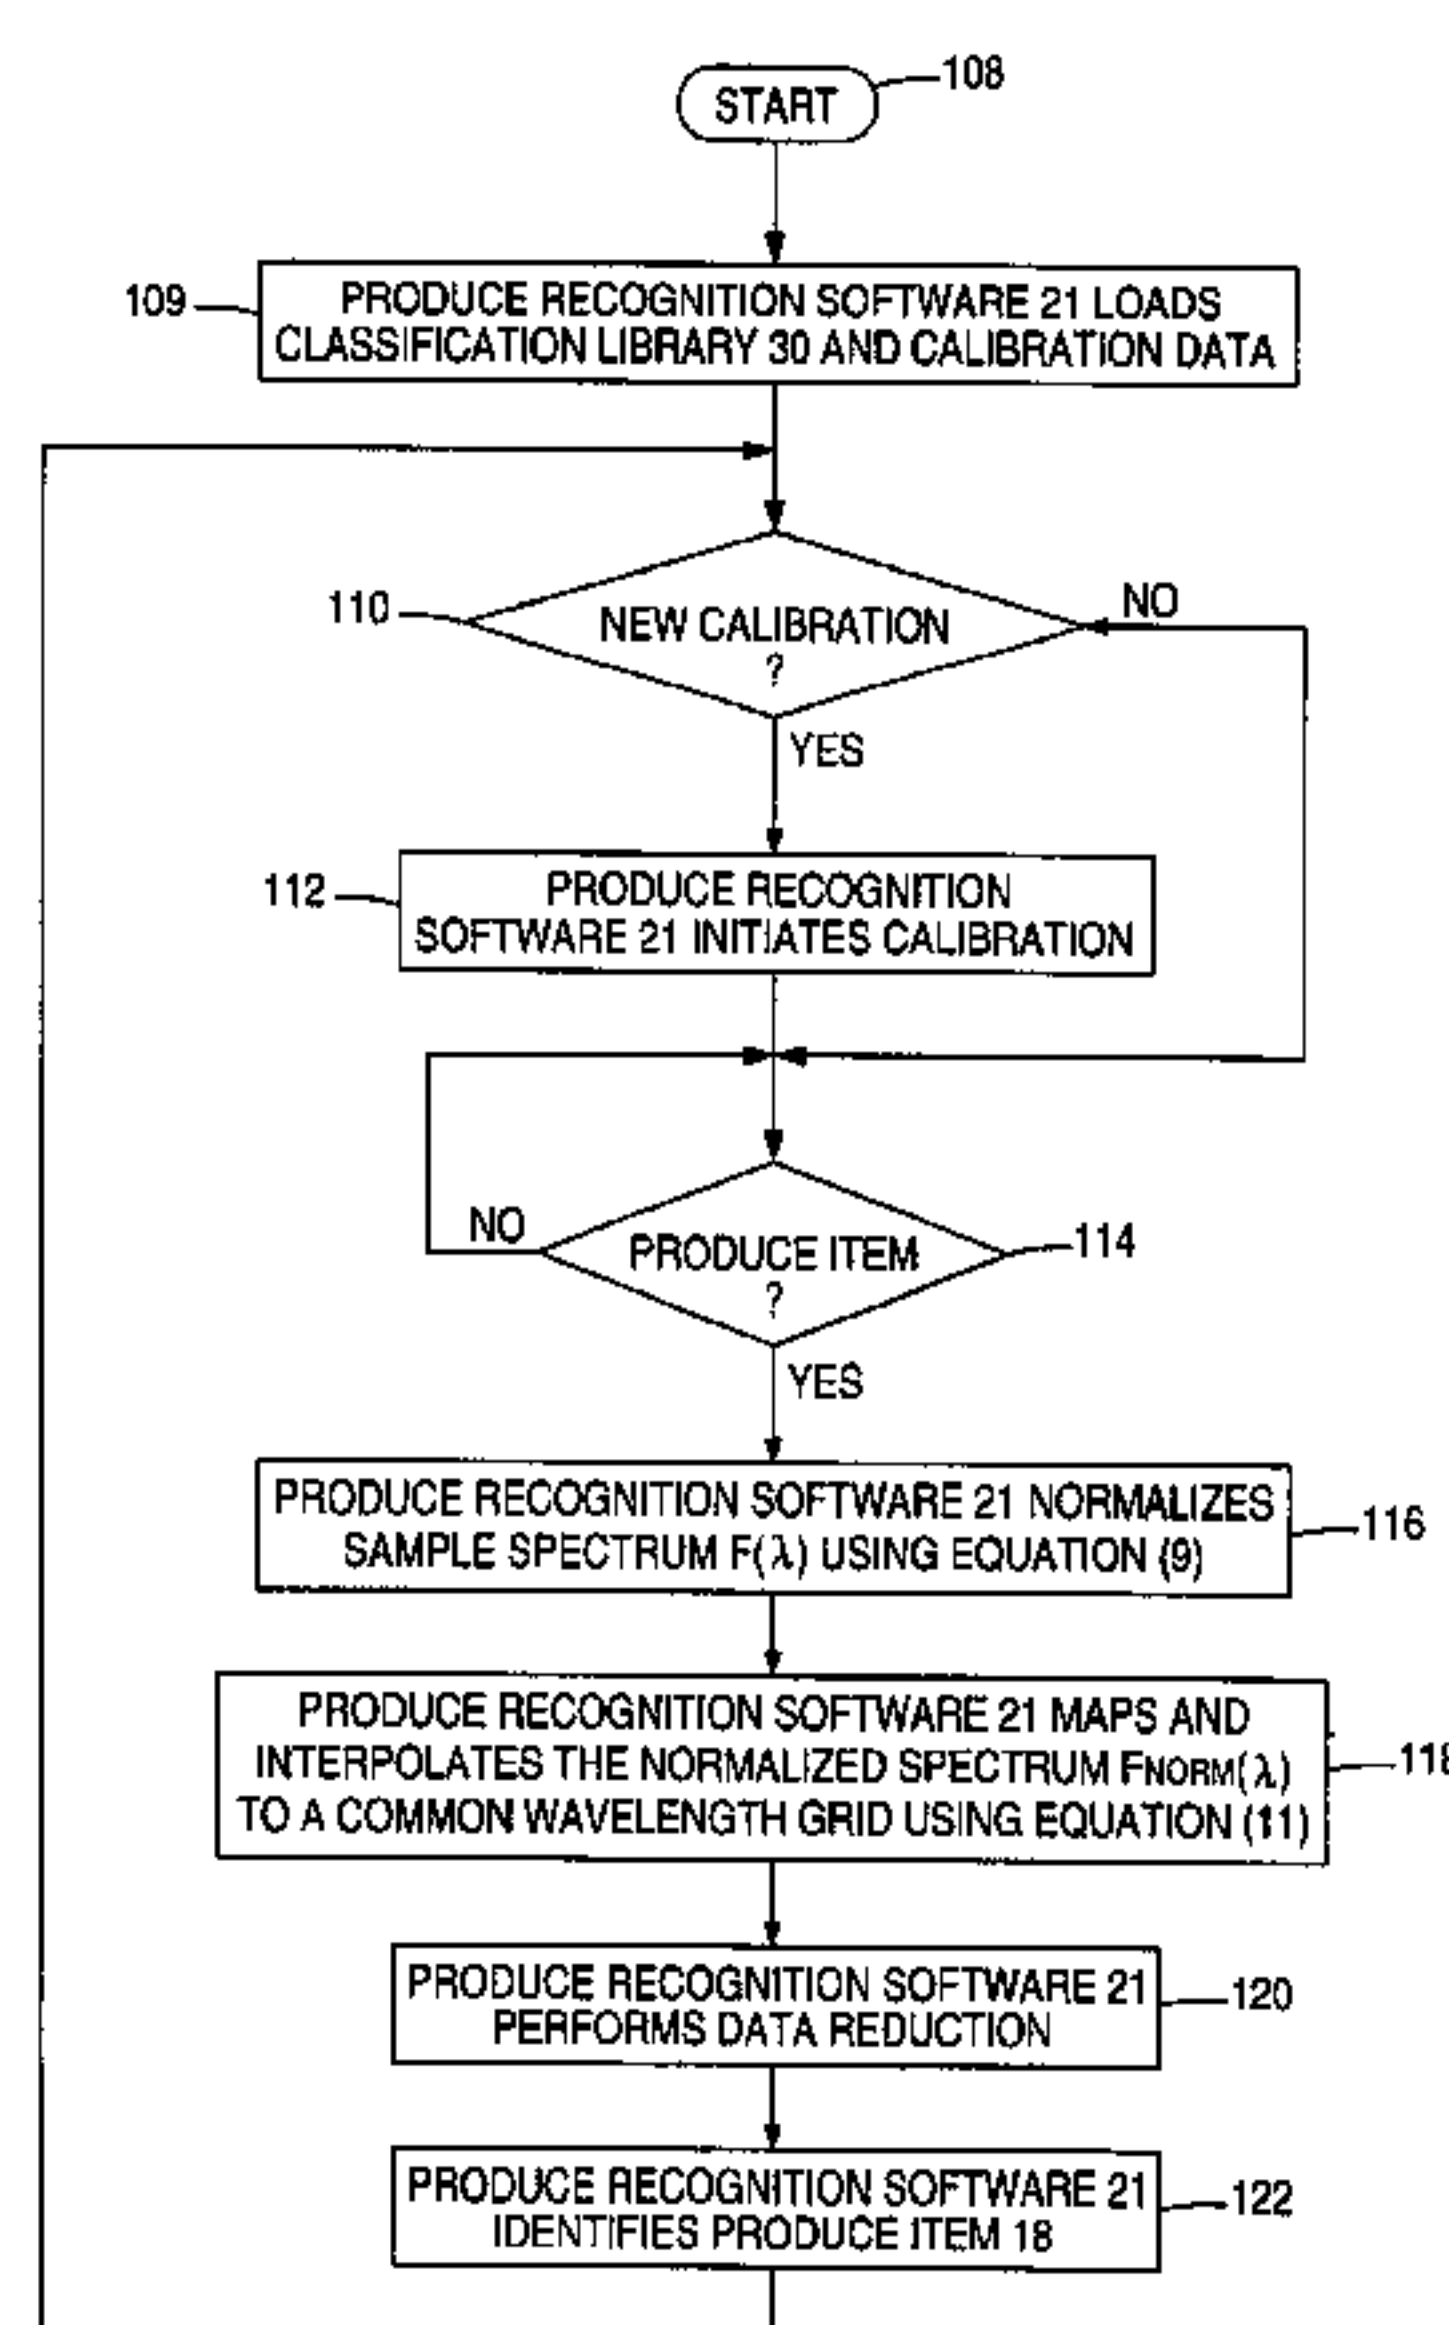 START
108
109
PRODUCE RECOGNITION SOFTWARE 21 LOADS
CLASSIFICATION LIBRARY 30 AND CALIBRATION DATA
110
NEW CALIBRATION
?
NO
YES
112
PRODUCE RECOGNITION
SOFTWARE 21 INITIATES CALIBRATION
NO
PRODUCE ITEM
?
114
YES
PRODUCE RECOGNITION SOFTWARE 21 NORMALIZES
SAMPLE SPECTRUM F(λ) USING EQUATION (9)
116
PRODUCE RECOGNITION SOFTWARE 21 MAPS AND
INTERPOLATES THE NORMALIZED SPECTRUM FNORM(λ)
TO A COMMON WAVELENGTH GRID USING EQUATION (11)
118
PRODUCE RECOGNITION SOFTWARE 21
PERFORMS DATA REDUCTION
120
PRODUCE RECOGNITION SOFTWARE 21
IDENTIFIES PRODUCE ITEM 18
122